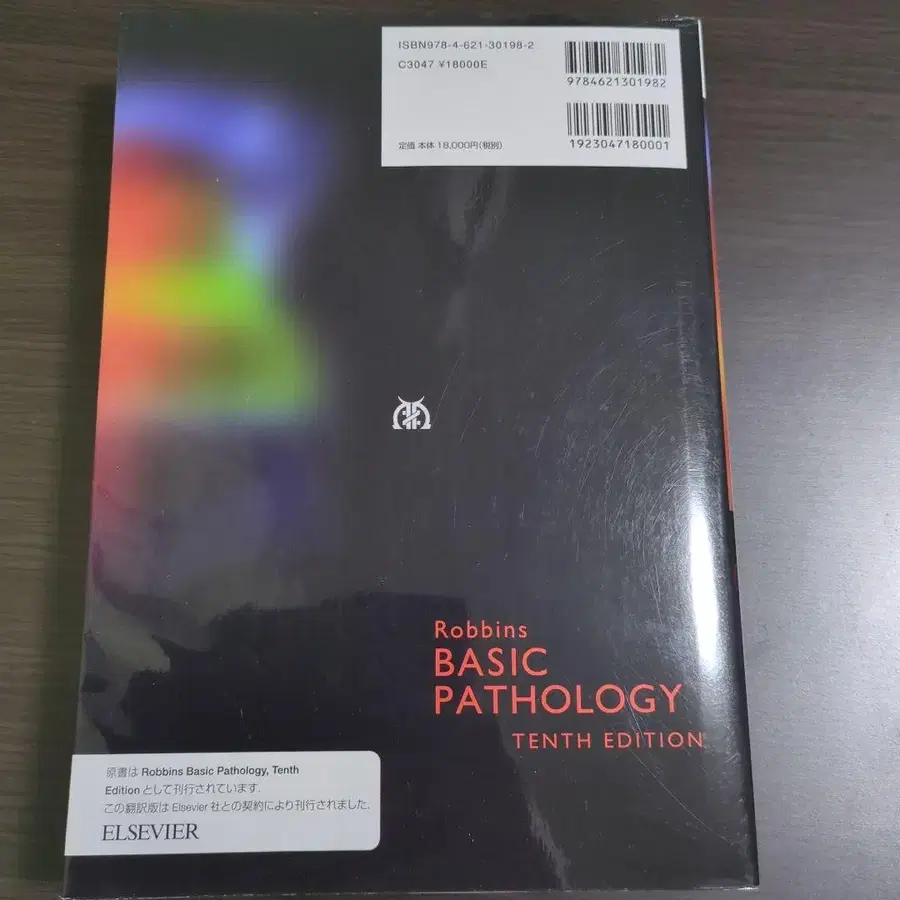 ISBN978-4-621-30198-2
C3047 ¥18000E
9784621301982
定価 本体18,000円(税別)
1923047180001
Robbins
BASIC
PATHOLOGY
TENTH EDITION
原書は Robbins Basic Pathology, Tenth
Edition として刊行されています.
この翻訳版は Elsevier 社との契約により刊行されました.
ELSEVIER